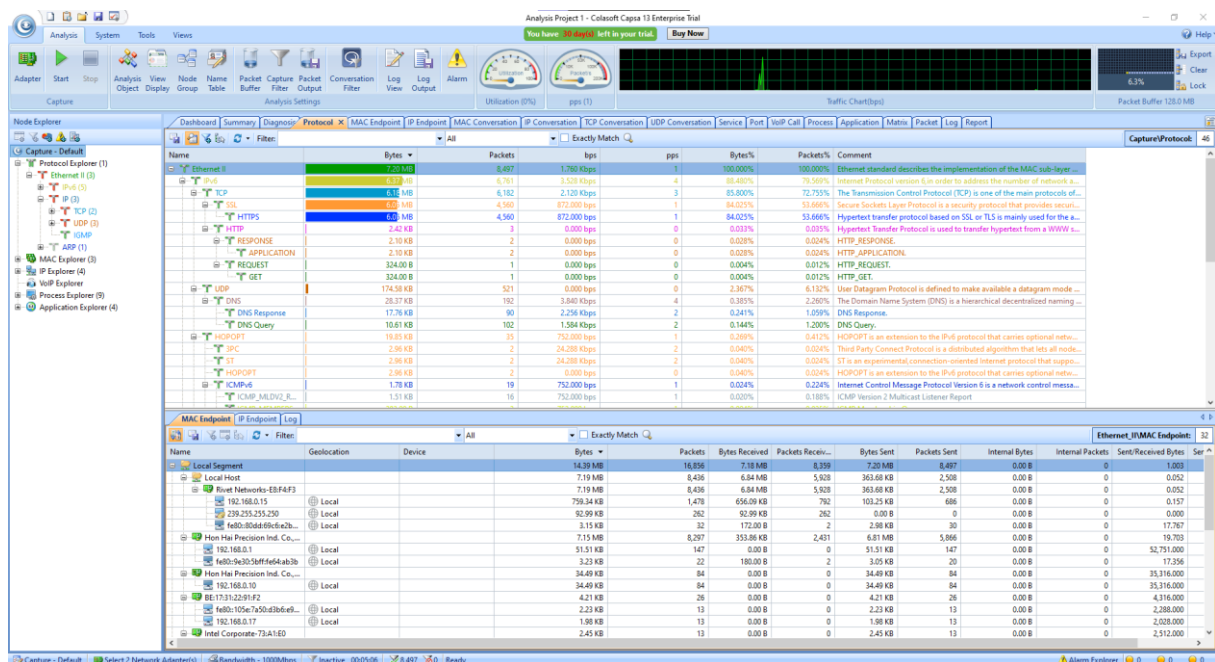 Analysis Project 1 - Colasoft Capsa 13 Enterprise Trial
Analysis System Tools Views
You have 30 day(s) left in your trial. Buy Now
Help
Adapter Start Stop
Analysis Object View Display Node Group Name Table Packet Buffer Capture Filter Packet Output Conversation Filter Log View Log Output Alarm
Export
Clear
Lock
6.3%
Capture Analysis Settings Utilization (0%) pps (1) Traffic Chart(bps) Packet Buffer 128.0 MB
Node Explorer
Capture - Default
Protocol Explorer (1)
Ethernet II (3)
IPv6 (5)
IP (3)
TCP (2)
UDP (3)
IGMP
ARP (1)
MAC Explorer (3)
IP Explorer (4)
VoIP Explorer
Process Explorer (9)
Application Explorer (4)
Dashboard Summary Diagnosis Protocol X MAC Endpoint IP Endpoint MAC Conversation IP Conversation TCP Conversation UDP Conversation Service Port VoIP Call Process Application Matrix Packet Log Report
Filter: All Exactly Match Capture\Protocol: 46
Name Bytes Packets bps pps Bytes% Packets% Comment
Ethernet II 7.20 MB 8,497 1.760 Kbps 1 100.000% 100.000% Ethernet standard describes the implementation of the MAC sub-layer ...
IPv6 MB 6,761 3.528 Kbps 4 88.480% 79.569% Internet Protocol version 6, in order to address the number of network a...
TCP MB 6,182 2.120 Kbps 3 85.800% 72.755% The Transmission Control Protocol (TCP) is one of the main protocols of...
SSL MB 4,560 872.000 bps 1 84.025% 53.666% Secure Sockets Layer Protocol is a security protocol that provides securi...
HTTPS MB 4,560 872.000 bps 1 84.025% 53.666% Hypertext transfer protocol based on SSL or TLS is mainly used for the a...
HTTP 2.42 KB 3 0.000 bps 0 0.033% 0.035% Hypertext Transfer Protocol is used to transfer hypertext from a WWW s...
RESPONSE 2.10 KB 2 0.000 bps 0 0.028% 0.024% HTTP_RESPONSE.
APPLICATION 2.10 KB 2 0.000 bps 0 0.028% 0.024% HTTP_APPLICATION.
REQUEST 324.00 B 1 0.000 bps 0 0.004% 0.012% HTTP_REQUEST.
GET 324.00 B 1 0.000 bps 0 0.004% 0.012% HTTP_GET.
UDP 174.58 KB 521 0.000 bps 0 2.367% 6.132% User Datagram Protocol is defined to make available a datagram mode ...
DNS 28.37 KB 192 3.840 Kbps 4 0.385% 2.260% The Domain Name System (DNS) is a hierarchical decentralized naming ...
DNS Response 17.76 KB 90 2.256 Kbps 2 0.241% 1.059% DNS Response.
DNS Query 10.61 KB 102 1.584 Kbps 2 0.144% 1.200% DNS Query.
HOPOPT 19.85 KB 35 752.000 bps 1 0.269% 0.412% HOPOPT is an extension to the IPv6 protocol that carries optional netw...
3PC 2.96 KB 2 24.288 Kbps 2 0.040% 0.024% Third Party Connect Protocol is a distributed algorithm that lets all node...
ST 2.96 KB 2 24.288 Kbps 2 0.040% 0.024% ST is an experimental,connection-oriented Internet protocol that suppo...
HOPOPT 2.96 KB 2 0.000 bps 0 0.040% 0.024% HOPOPT is an extension to the IPv6 protocol that carries optional netw...
ICMPv6 1.78 KB 19 752.000 bps 1 0.024% 0.224% Internet Control Message Protocol Version 6 is a network control messa...
ICMP_MLDV2_R... 1.51 KB 16 752.000 bps 1 0.020% 0.188% ICMP Version 2 Multicast Listener Report
MAC Endpoint IP Endpoint Log
Filter: All Exactly Match Ethernet_II\MAC Endpoint: 32
Name Geolocation Device Bytes Packets Bytes Received Packets Receiv... Bytes Sent Packets Sent Internal Bytes Internal Packets Sent/Received Bytes Ser
Local Segment 14.39 MB 16,856 7.18 MB 8,359 7.20 MB 8,497 0.00 B 0 1.003
Local Host 7.19 MB 8,436 6.84 MB 5,928 363.68 KB 2,508 0.00 B 0 0.052
Rivet Networks-E8:F4:F3 7.19 MB 8,436 6.84 MB 5,928 363.68 KB 2,508 0.00 B 0 0.052
192.168.0.15 Local 759.34 KB 1,478 656.09 KB 792 103.25 KB 686 0.00 B 0 0.157
239.255.255.250 Local 92.99 KB 262 92.99 KB 262 0.00 B 0 0.00 B 0 0.000
fe80::80dd:69c6:e2b... Local 3.15 KB 32 172.00 B 2 2.98 KB 30 0.00 B 0 17.767
Hon Hai Precision Ind. Co.,... 7.15 MB 8,297 353.86 KB 2,431 6.81 MB 5,866 0.00 B 0 19.703
192.168.0.1 Local 51.51 KB 147 0.00 B 0 51.51 KB 147 0.00 B 0 52,751.000
fe80::9e30:5bff:fe64:ab3b Local 3.23 KB 22 180.00 B 2 3.05 KB 20 0.00 B 0 17.356
Hon Hai Precision Ind. Co.,... 34.49 KB 84 0.00 B 0 34.49 KB 84 0.00 B 0 35,316.000
192.168.0.10 Local 34.49 KB 84 0.00 B 0 34.49 KB 84 0.00 B 0 35,316.000
BE:17:31:22:91:F2 4.21 KB 26 0.00 B 0 4.21 KB 26 0.00 B 0 4,316.000
fe80::105e:7a50:d3b6:e9... Local 2.23 KB 13 0.00 B 0 2.23 KB 13 0.00 B 0 2,288.000
192.168.0.17 Local 1.98 KB 13 0.00 B 0 1.98 KB 13 0.00 B 0 2,028.000
Intel Corporate-73:A1:E0 2.45 KB 13 0.00 B 0 2.45 KB 13 0.00 B 0 2,512.000
Capture - Default Select 2 Network Adapter(s) Bandwidth - 1000Mbps Inactive 00:05:06 8,497 0 Ready Alarm Explorer 0 0 0